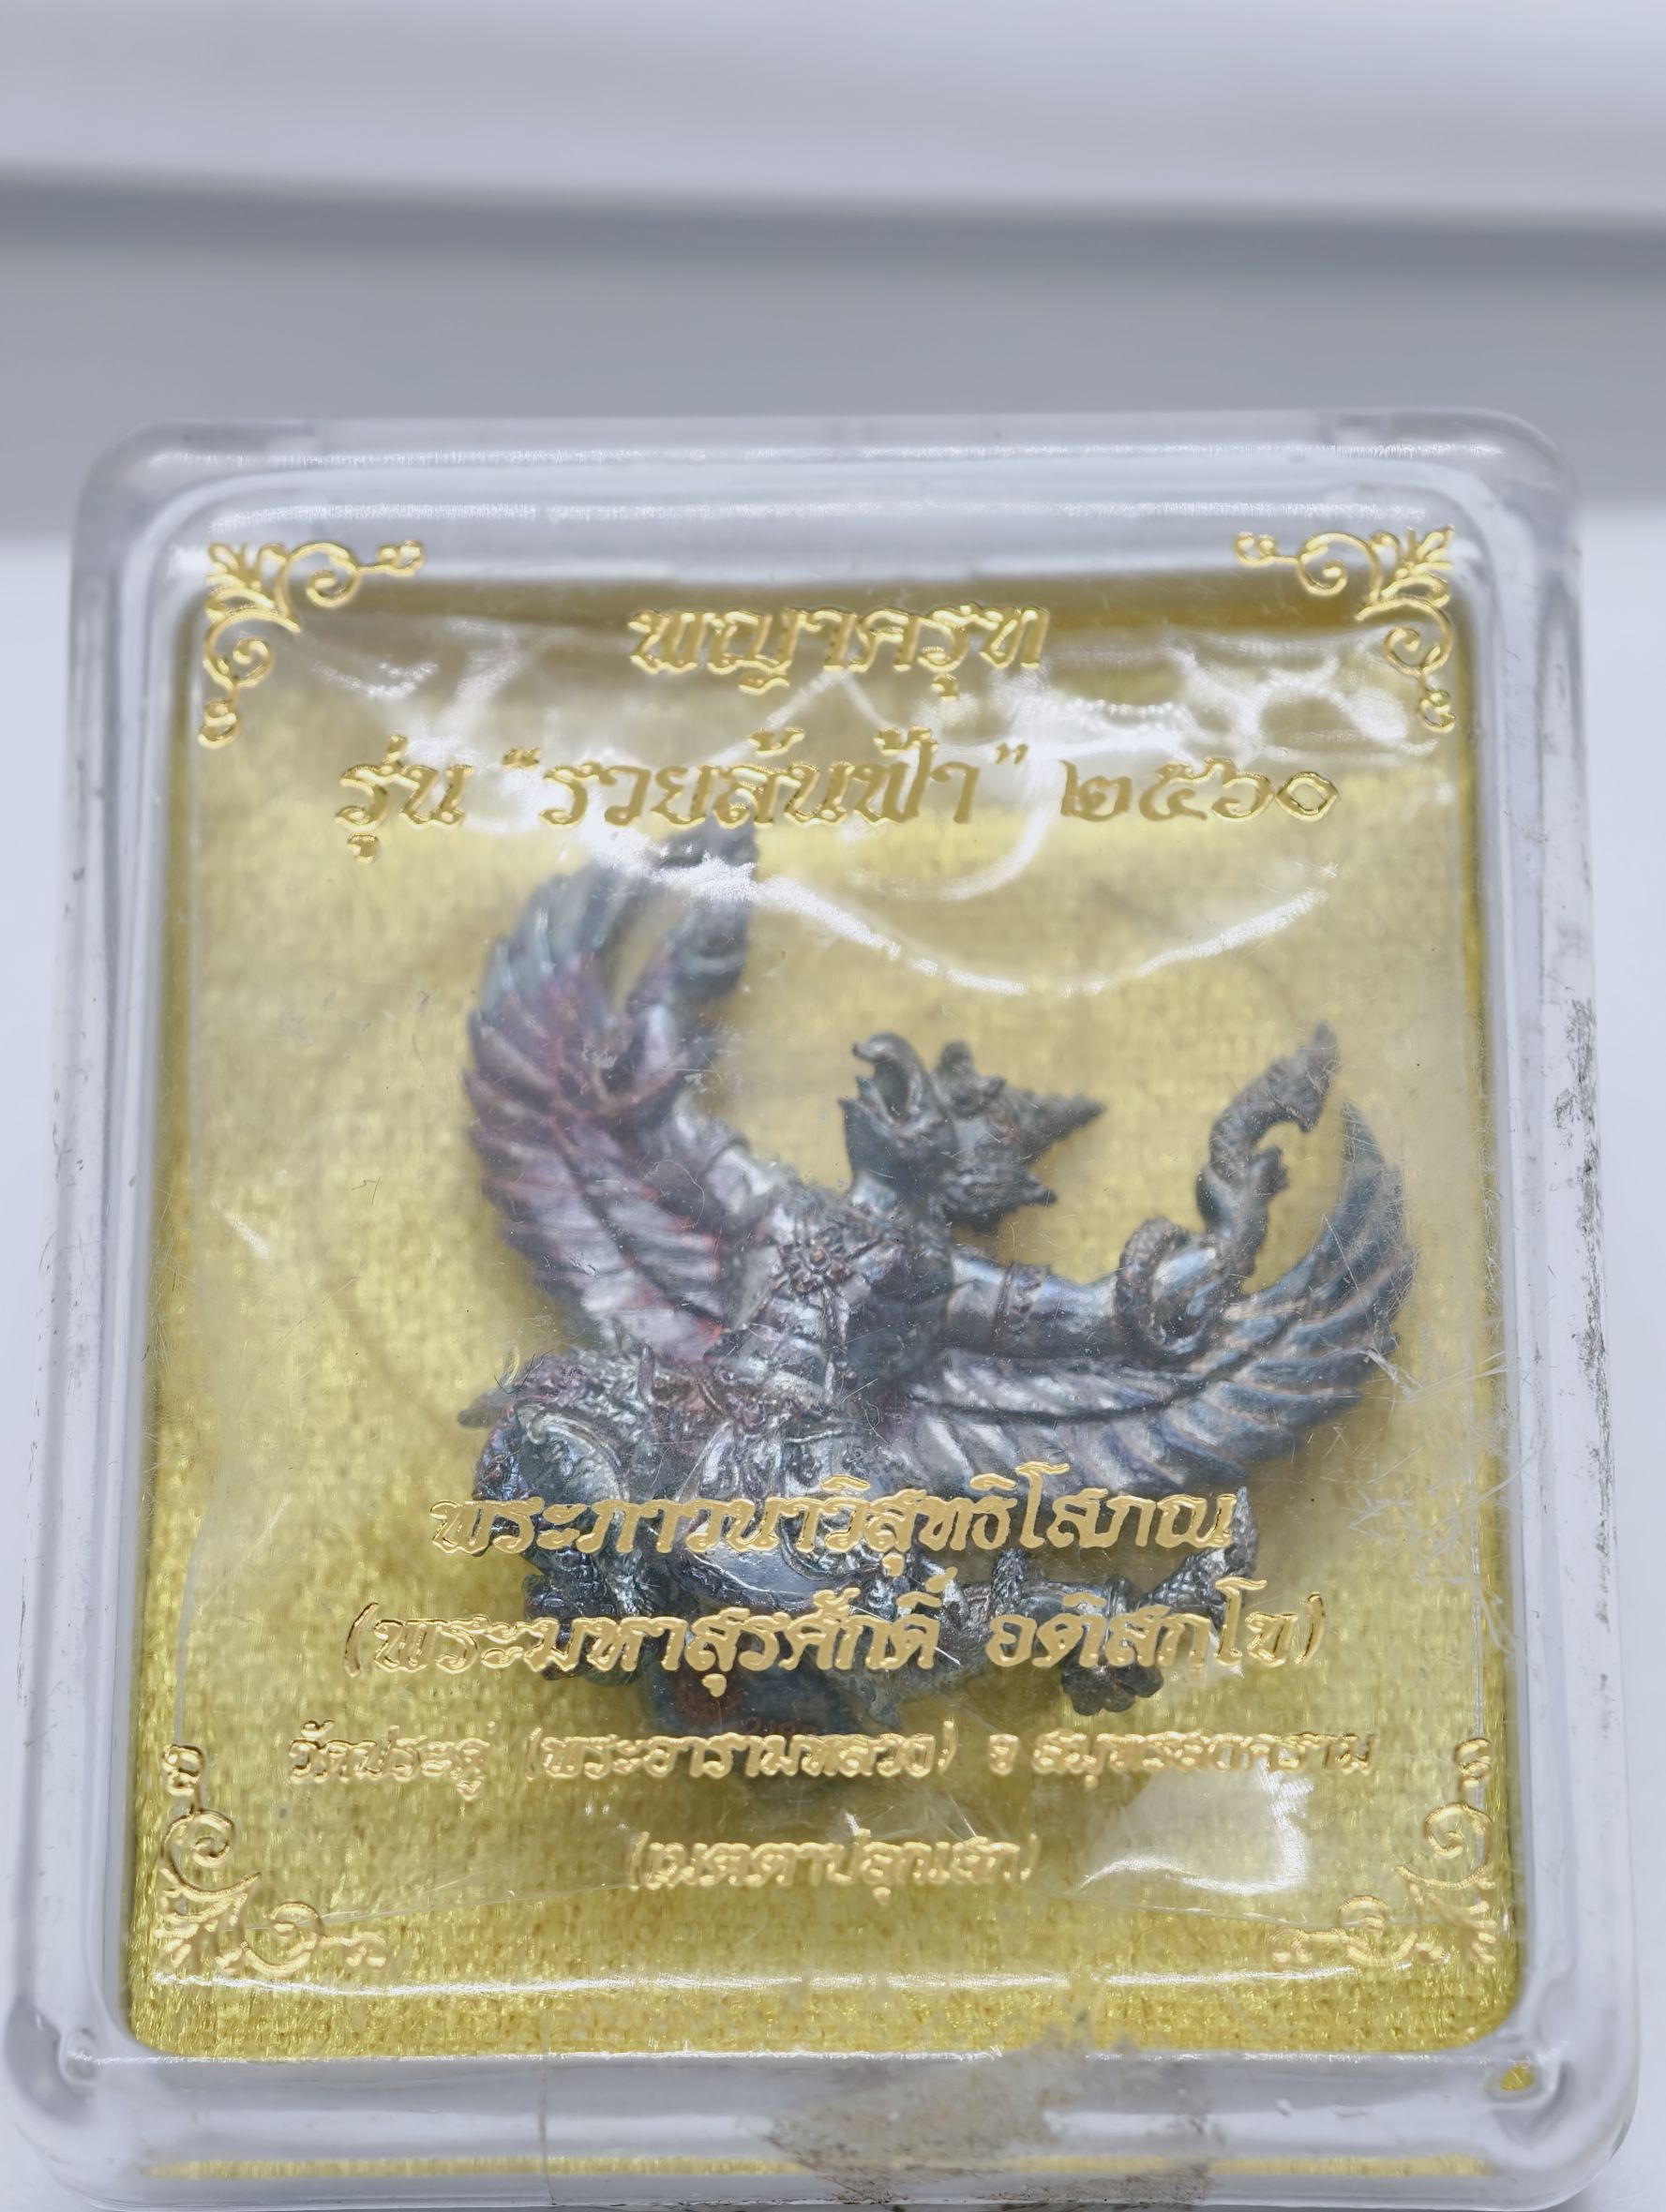 พญาครุฑ
รุ่น "รวยล้นฟ้า" ๒๕๖๐
พระภาวนาวิสุทธิโสภณ
(พระมหาสุรศักดิ์ อติสกฺโข)
วัดประดู่ (พระอารามหลวง) จ.สมุทรสงคราม
(เมตตาปลุกเสก)